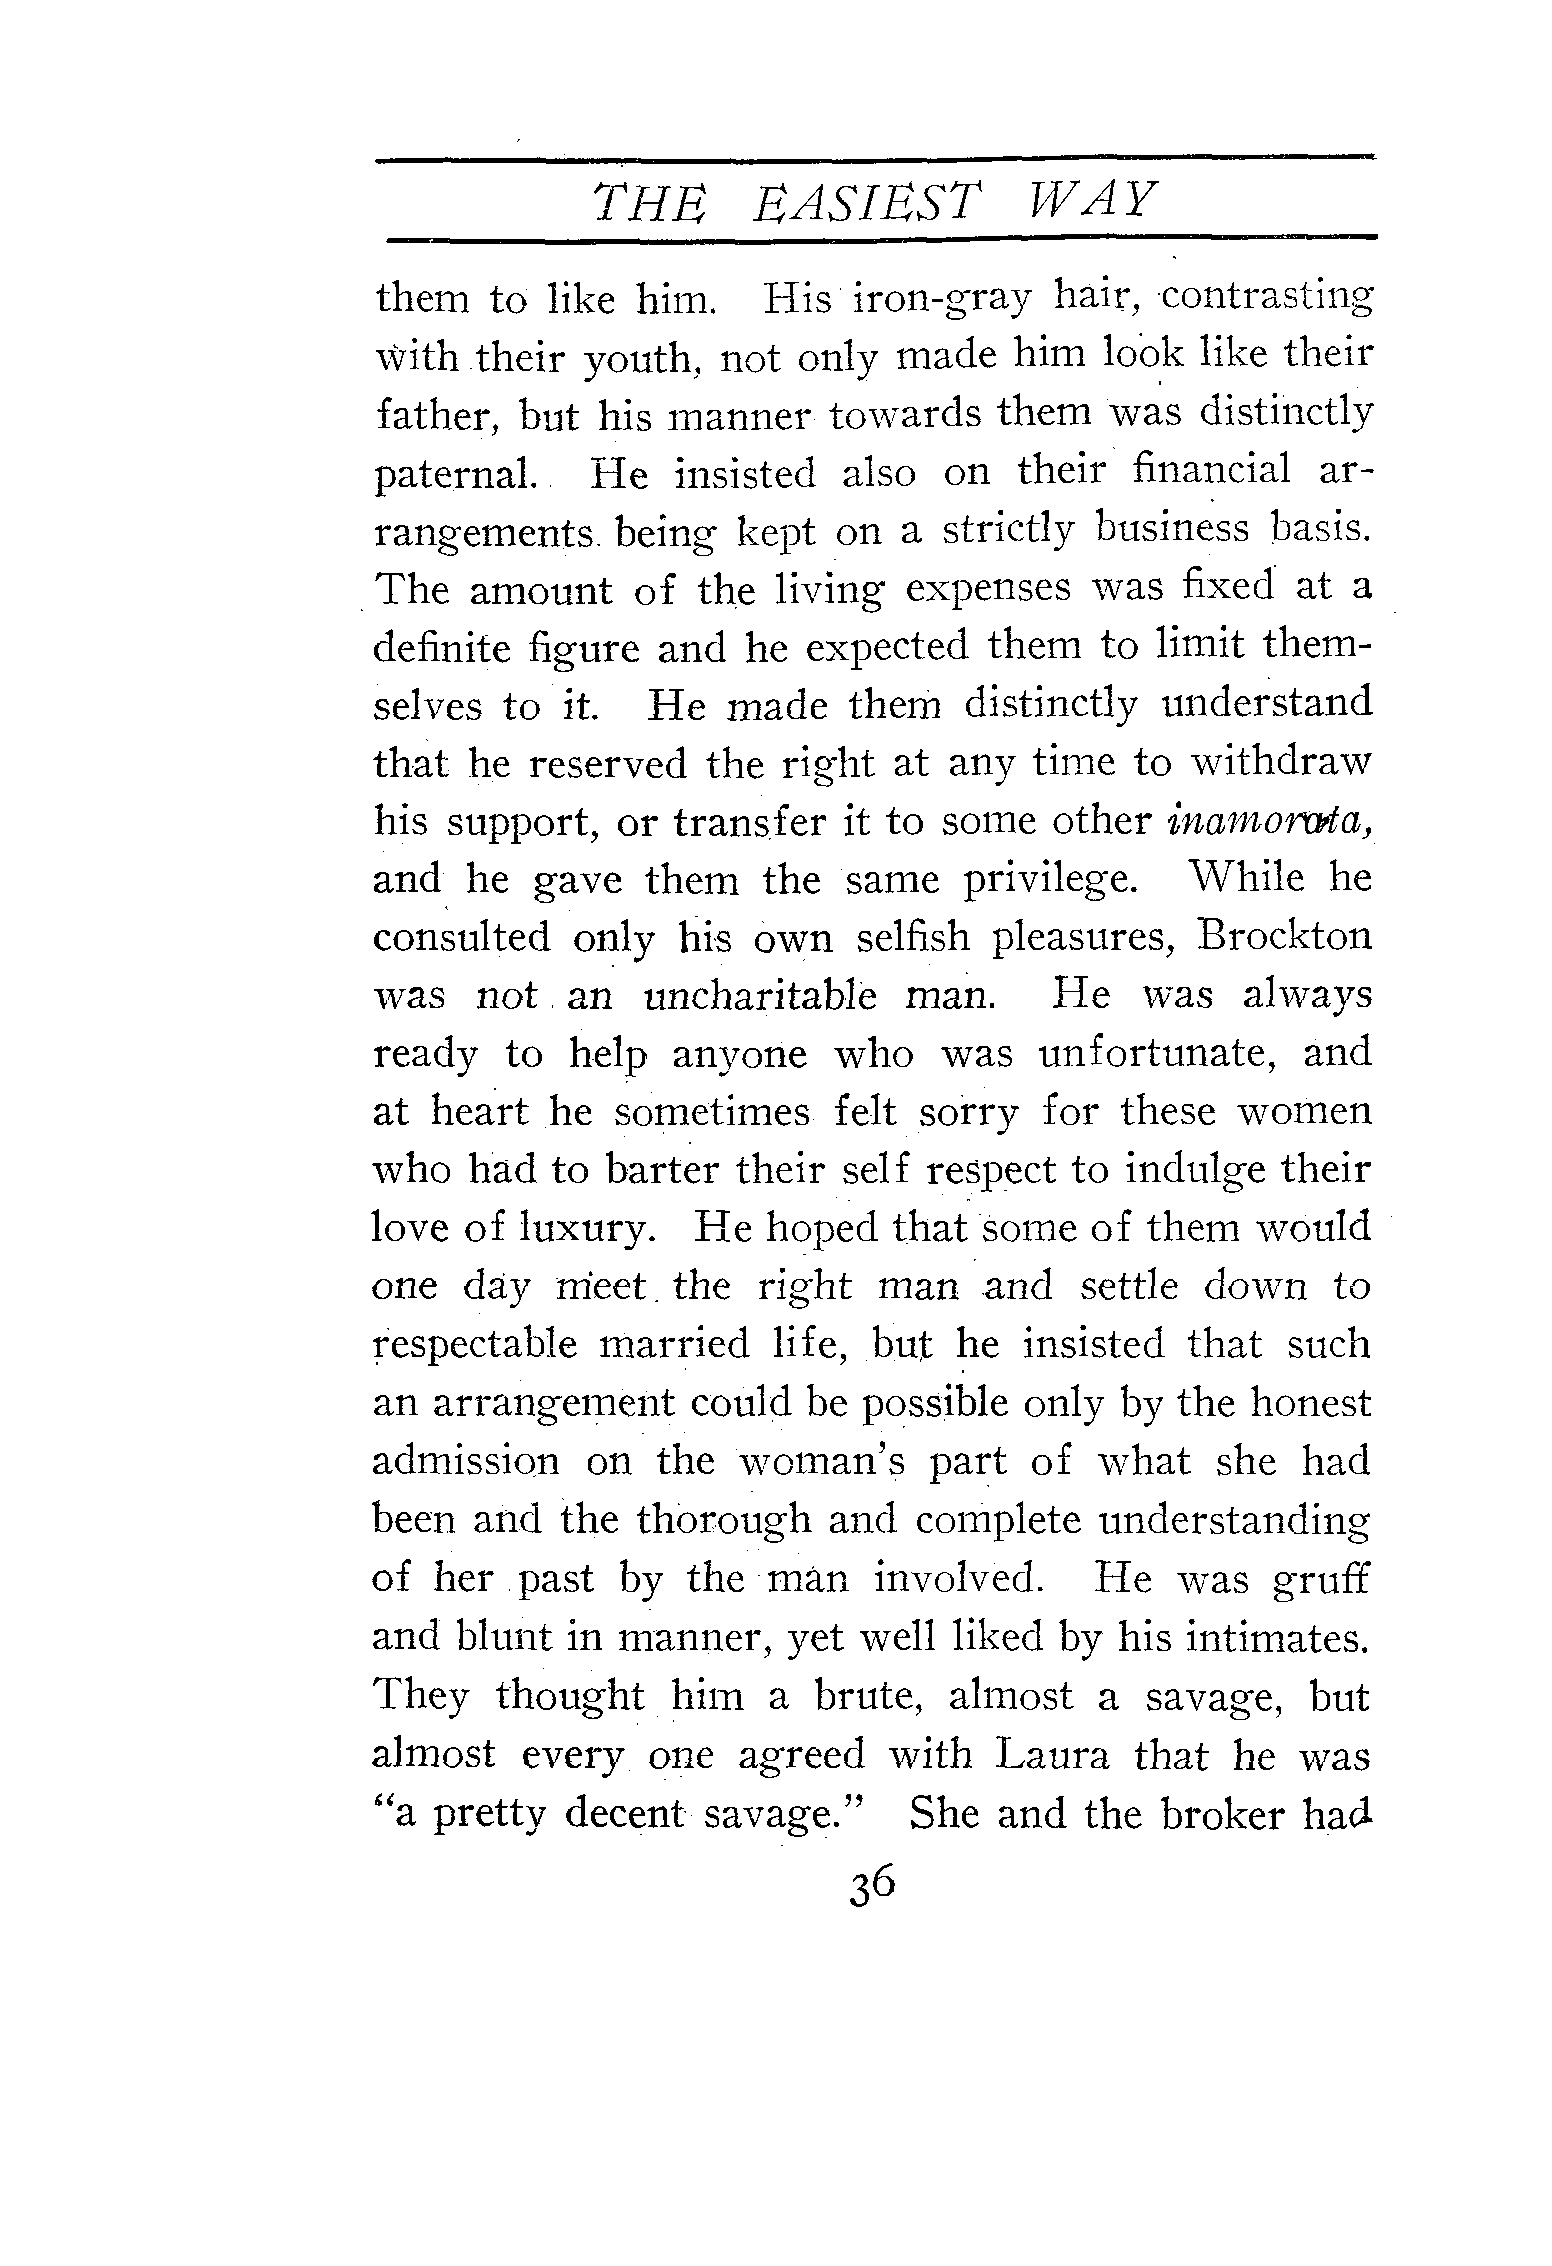 THE EASIEST WAY
them to like him. His iron-gray hair, contrasting
with their youth, not only made him look like their
father, but his manner towards them was distinctly
paternal. He insisted also on their financial ar-
rangements being kept on a strictly business basis.
The amount of the living expenses was fixed at a
definite figure and he expected them to limit them-
selves to it. He made them distinctly understand
that he reserved the right at any time to withdraw
his support, or transfer it to some other inamorata,
and he gave them the same privilege. While he
consulted only his own selfish pleasures, Brockton
was not an uncharitable man. He was always
ready to help anyone who was unfortunate, and
at heart he sometimes felt sorry for these women
who had to barter their self respect to indulge their
love of luxury. He hoped that some of them would
one day meet the right man and settle down to
respectable married life, but he insisted that such
an arrangement could be possible only by the honest
admission on the woman's part of what she had
been and the thorough and complete understanding
of her past by the man involved. He was gruff
and blunt in manner, yet well liked by his intimates.
They thought him a brute, almost a savage, but
almost every one agreed with Laura that he was
“a pretty decent savage.” She and the broker had
36